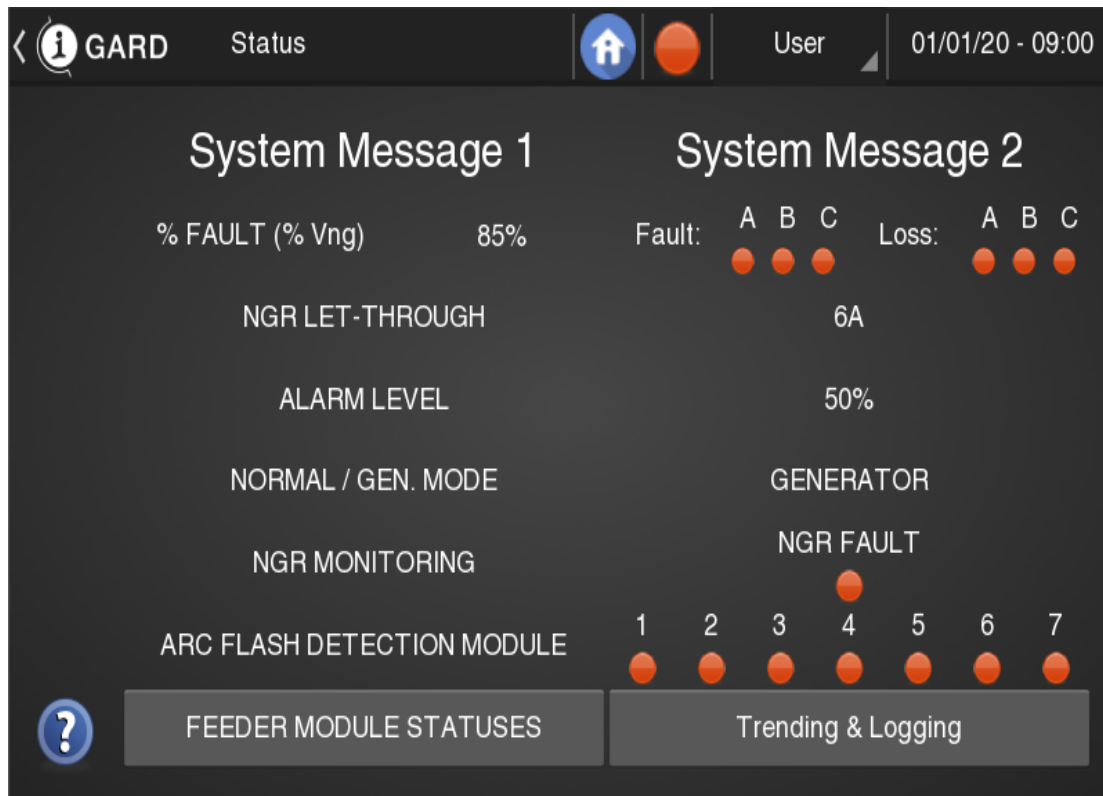 GARD Status User 01/01/20 - 09:00
System Message 1 System Message 2
% FAULT (% Vng) 85% Fault: A B C Loss: A B C
NGR LET-THROUGH 6A
ALARM LEVEL 50%
NORMAL / GEN. MODE GENERATOR
NGR MONITORING NGR FAULT
ARC FLASH DETECTION MODULE 1 2 3 4 5 6 7
? FEEDER MODULE STATUSES Trending & Logging